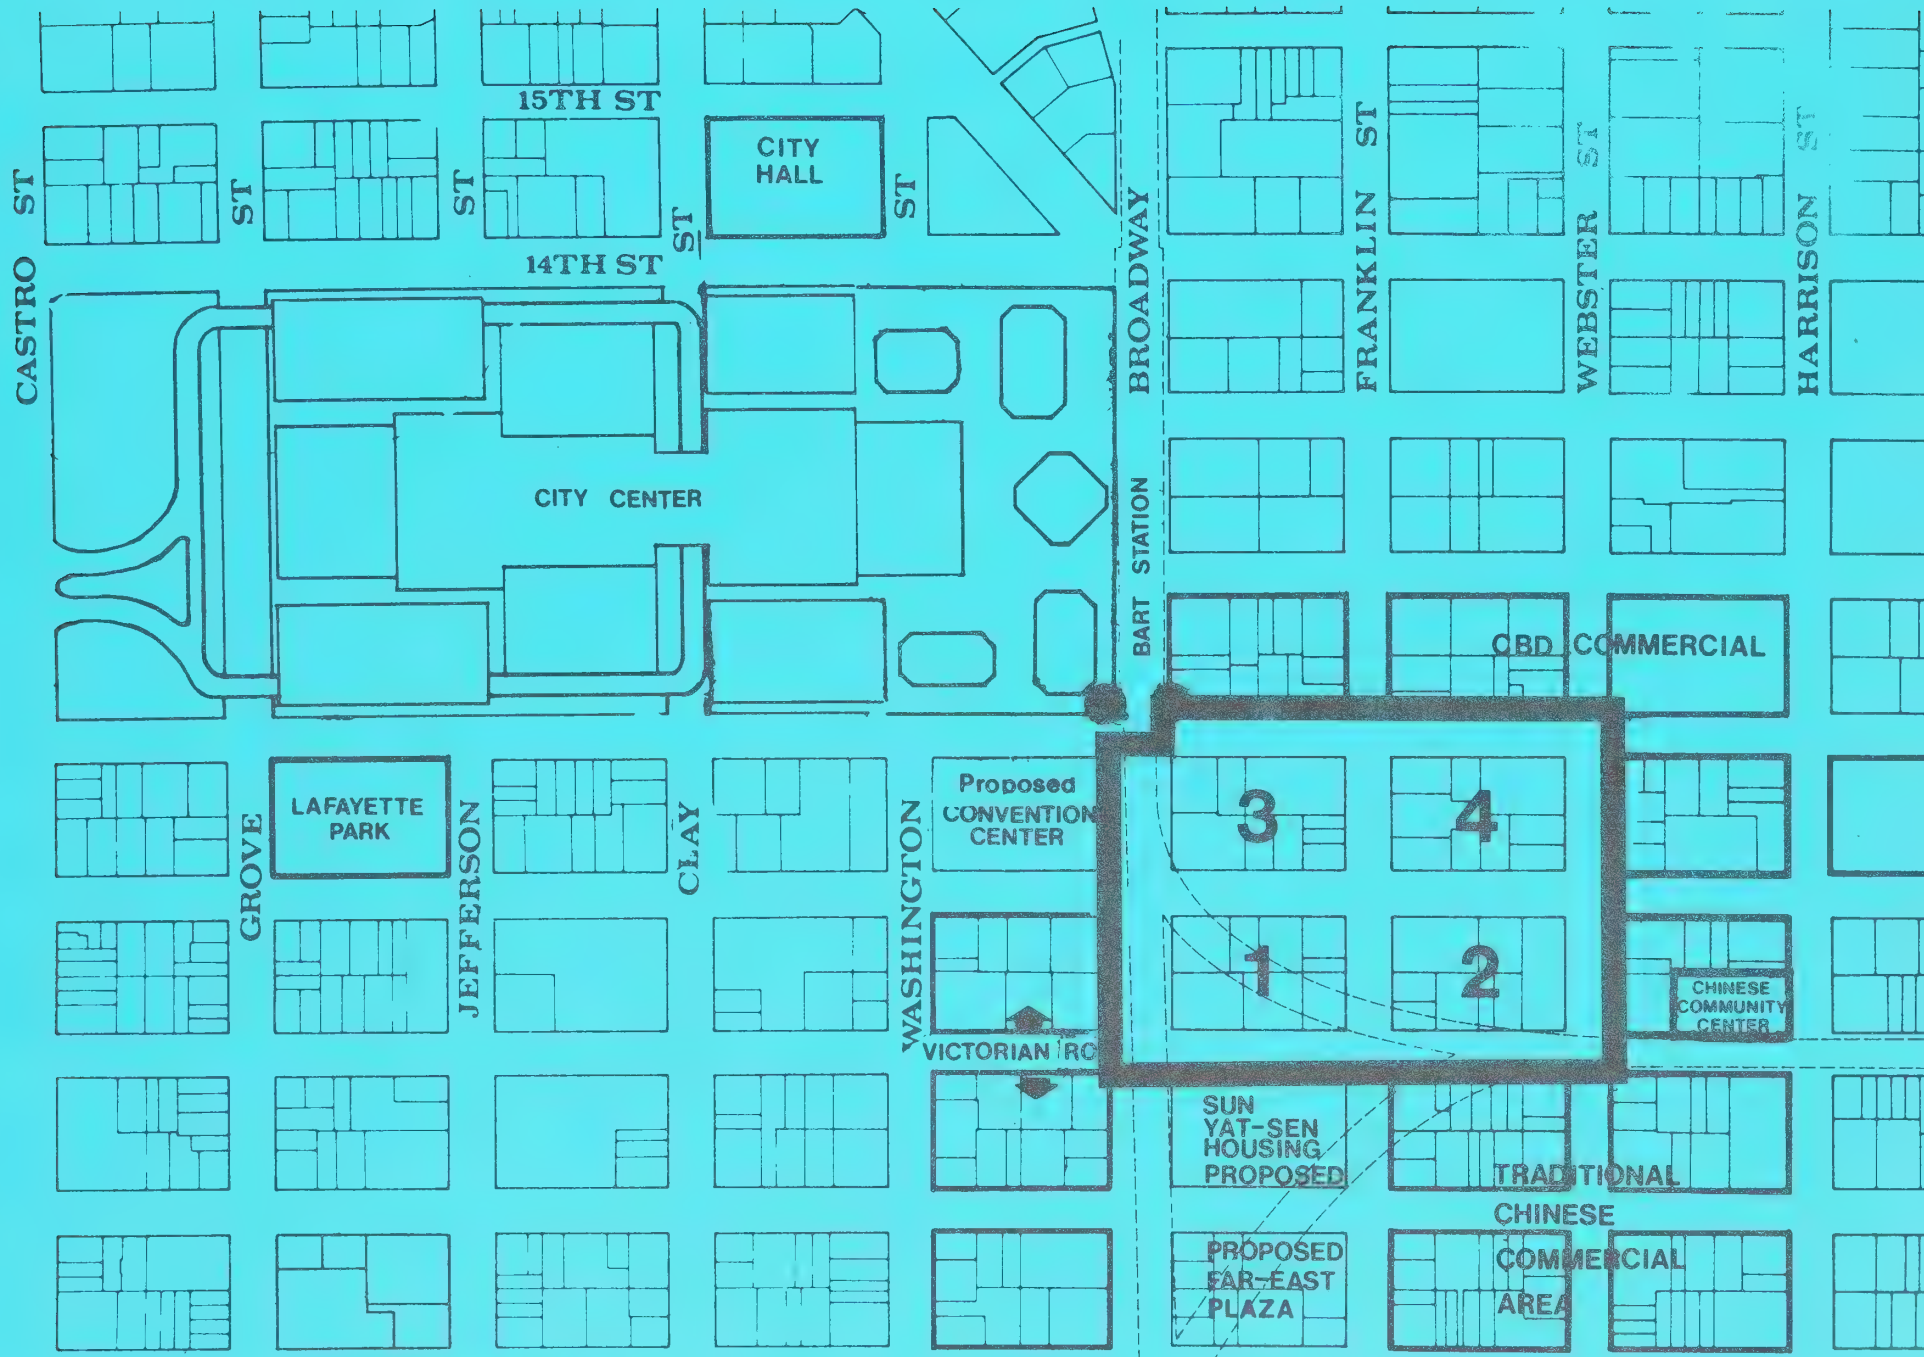 15TH ST
CITY
HALL
CASTRO ST
ST
ST
ST
ST
14TH ST
BROADWAY
FRANKLIN ST
WEBSTER ST
HARRISON ST
CITY CENTER
BART STATION
CBD COMMERCIAL
LAFAYETTE
PARK
GROVE
JEFFERSON
CLAY
WASHINGTON
Proposed
CONVENTION
CENTER
3
4
1
2
CHINESE
COMMUNITY
CENTER
VICTORIAN RO
SUN
YAT-SEN
HOUSING
PROPOSED
TRADITIONAL
CHINESE
COMMERCIAL
AREA
PROPOSED
FAR-EAST
PLAZA